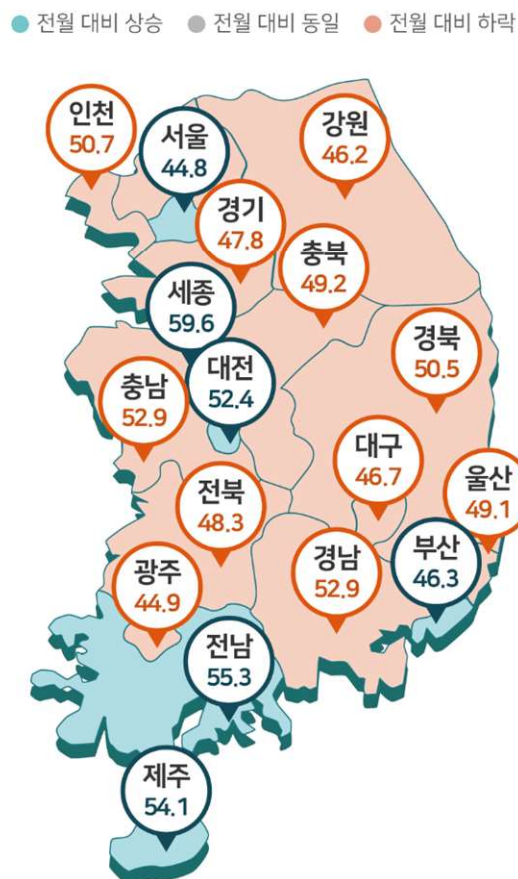 전월 대비 상승 전월 대비 동일 전월 대비 하락
인천
50.7
서울
44.8
강원
46.2
경기
47.8
충북
49.2
세종
59.6
경북
50.5
대전
52.4
충남
52.9
대구
46.7
울산
49.1
전북
48.3
부산
46.3
경남
52.9
광주
44.9
전남
55.3
제주
54.1